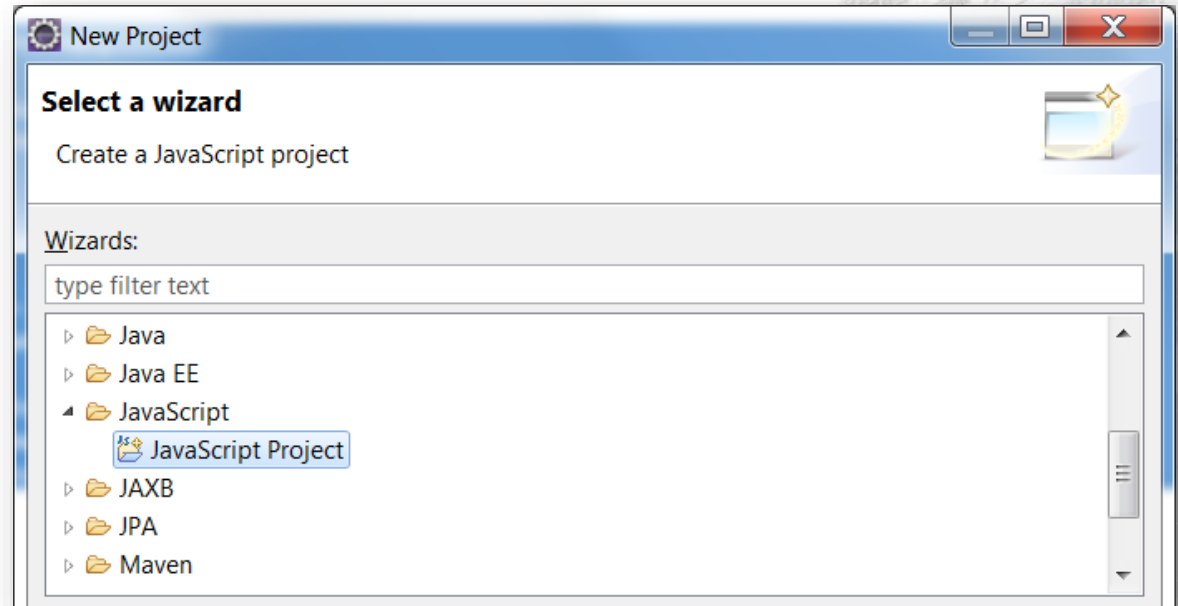 New Project
Select a wizard
Create a JavaScript project
Wizards:
type filter text
Java
Java EE
JavaScript
JavaScript Project
JAXB
JPA
Maven